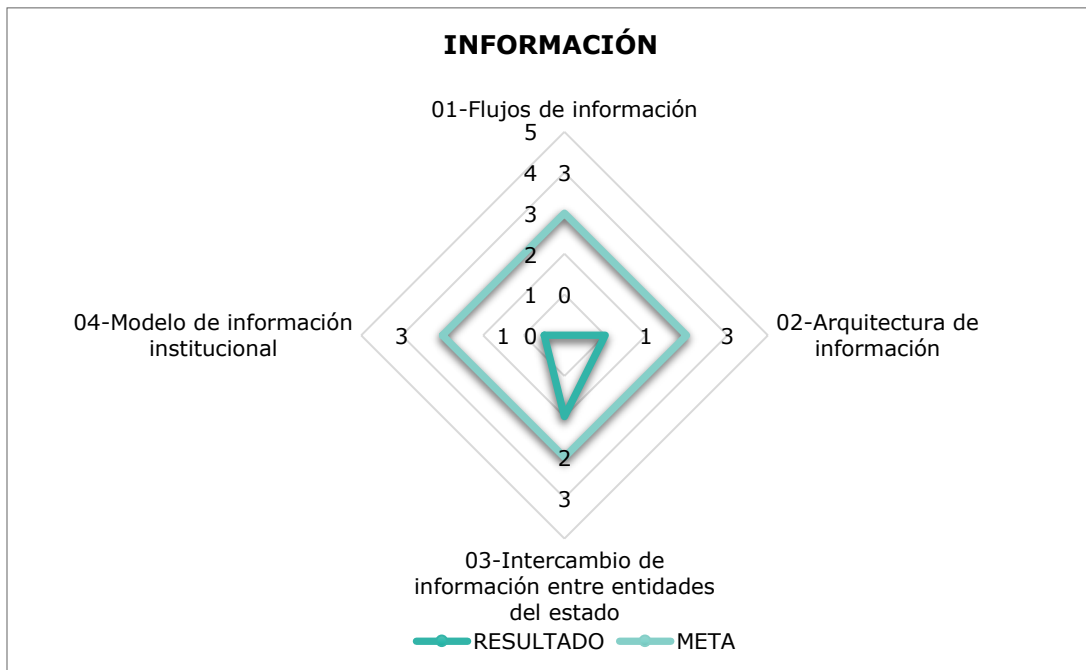 INFORMACIÓN
01-Flujos de información
5
4 3
3
2
1 0
04-Modelo de información
institucional
3 1 0 1 3
02-Arquitectura de
información
2
3
03-Intercambio de
información entre entidades
del estado
RESULTADO META